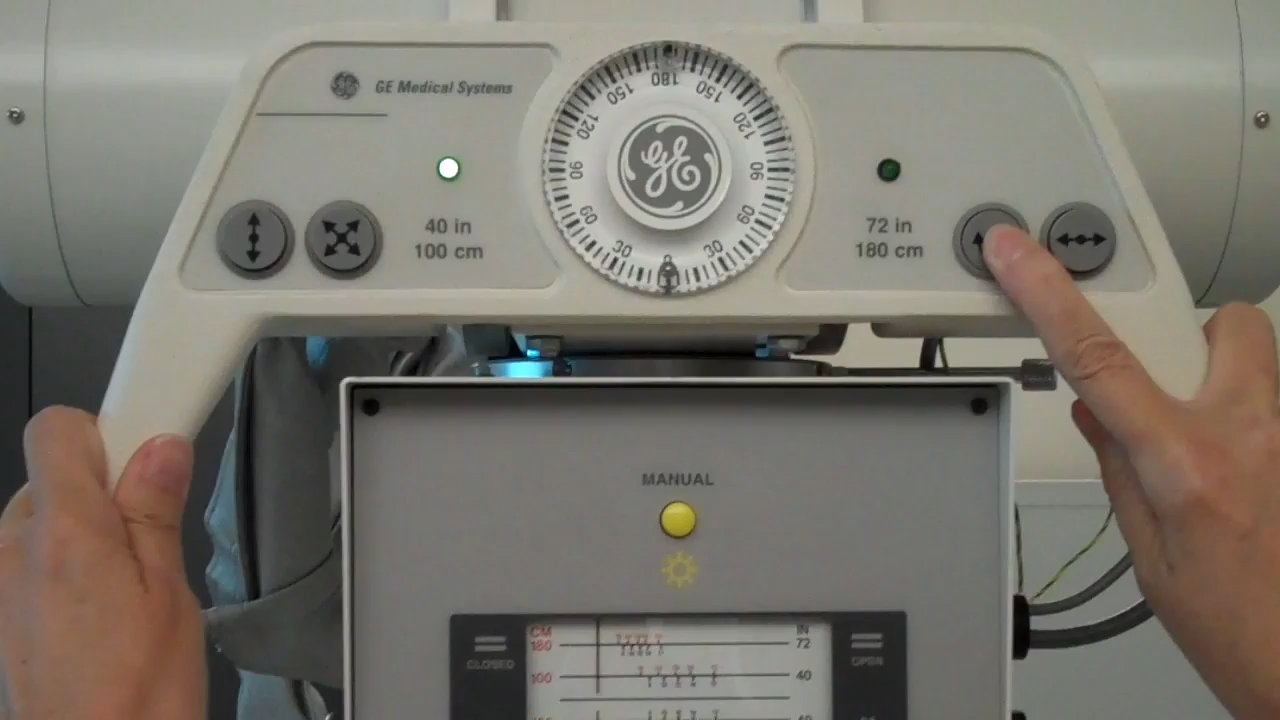 GE Medical Systems
180
150 150
120 120
90 90
60 60
30 30
GE
40 in
100 cm
72 in
180 cm
MANUAL
CM IN
180 72
CLOSED OPEN
100 40